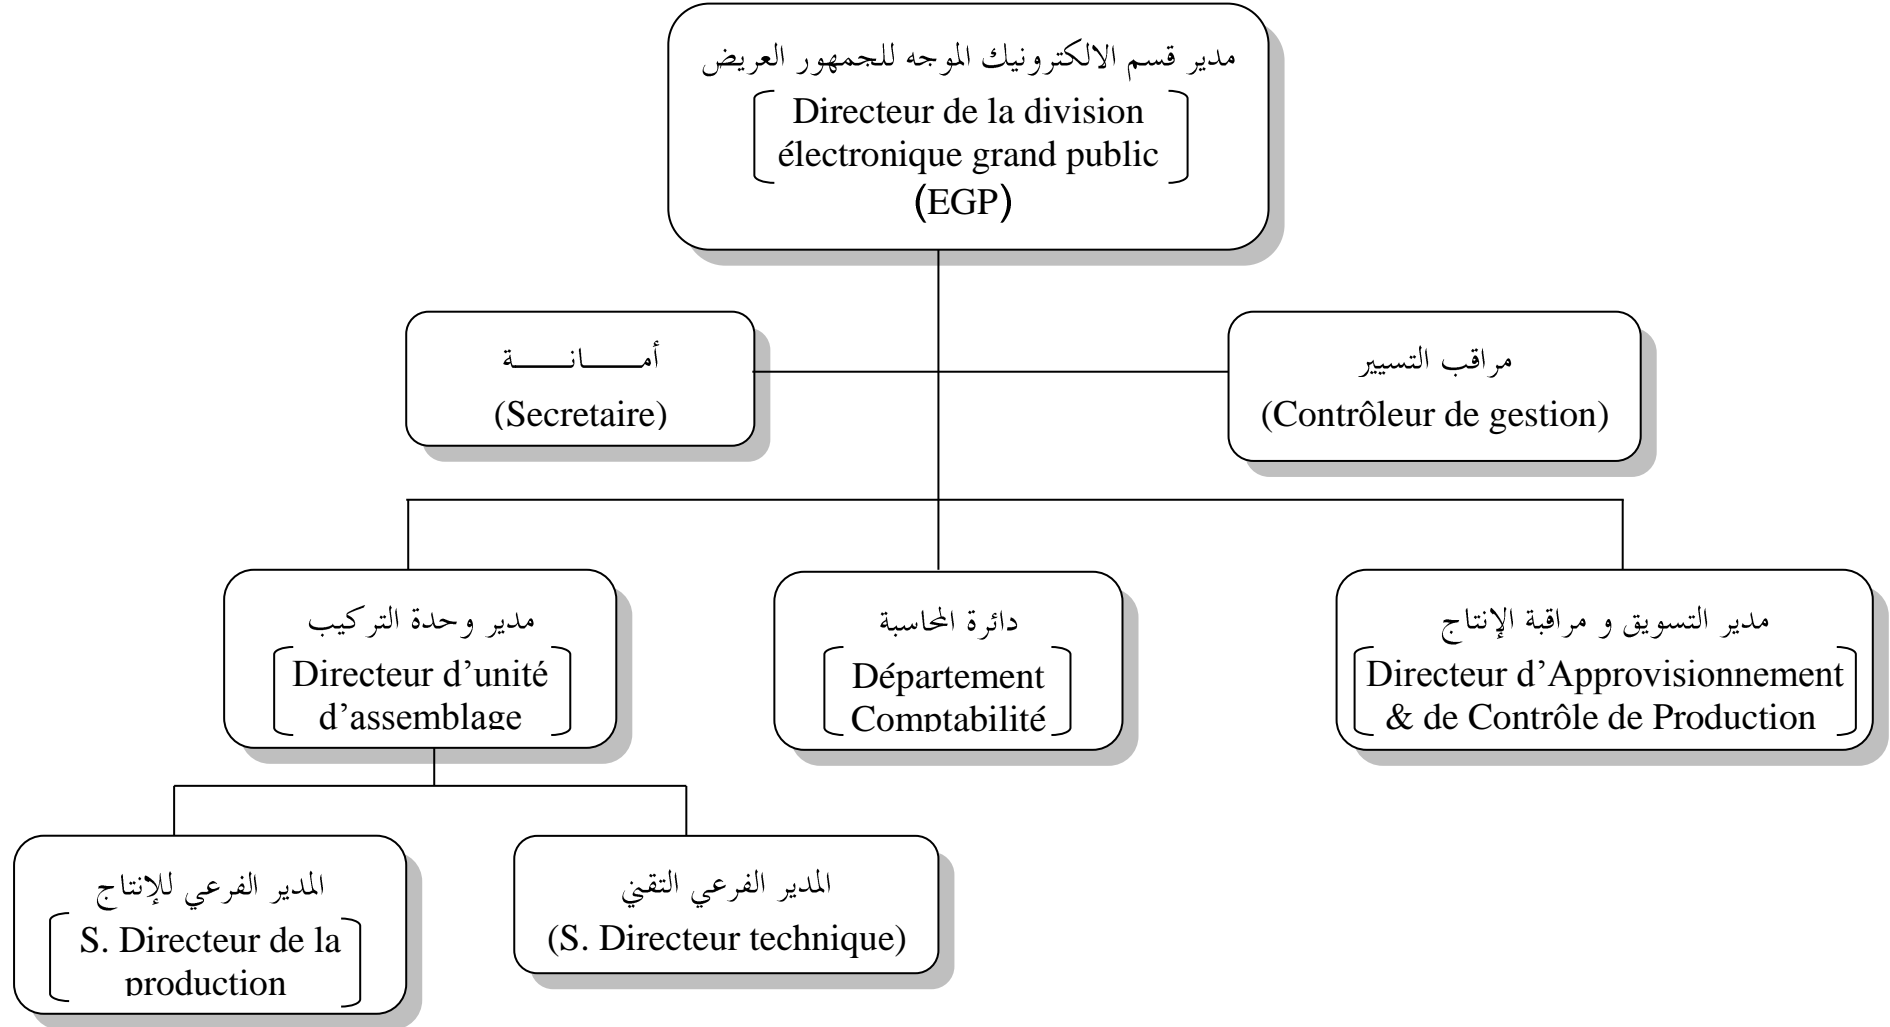 مدير قسم الالكترونيك الموجه للجمهور العريض
Directeur de la division
électronique grand public
(EGP)
أمـــــانـــــة
(Secretaire)
مراقب التسيير
(Contrôleur de gestion)
مدير وحدة التركيب
Directeur d’unité
d’assemblage
دائرة المحاسبة
Département
Comptabilité
مدير التسويق و مراقبة الإنتاج
Directeur d’Approvisionnement
& de Contrôle de Production
المدير الفرعي للإنتاج
S. Directeur de la
production
المدير الفرعي التقني
(S. Directeur technique)